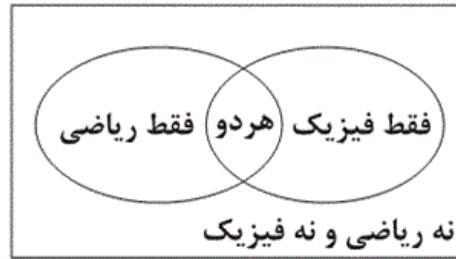 فقط فیزیک
هردو
فقط ریاضی
نه ریاضی و نه فیزیک